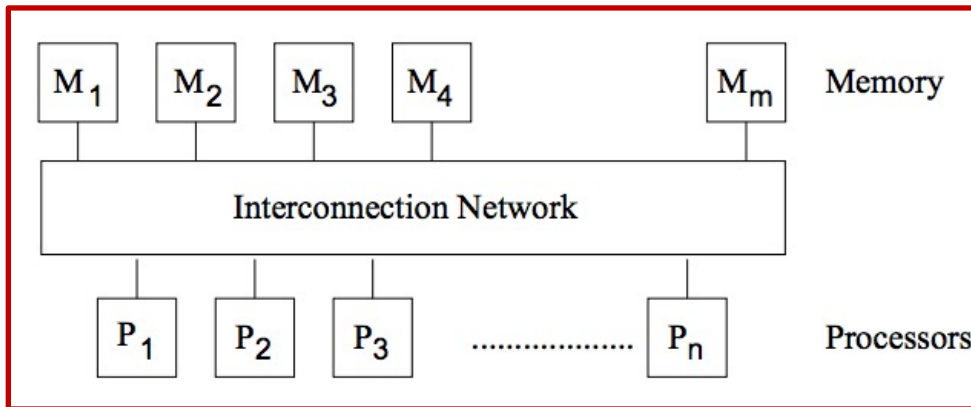 M1 M2 M3 M4 Mm Memory
Interconnection Network
P1 P2 P3 ................... Pn Processors